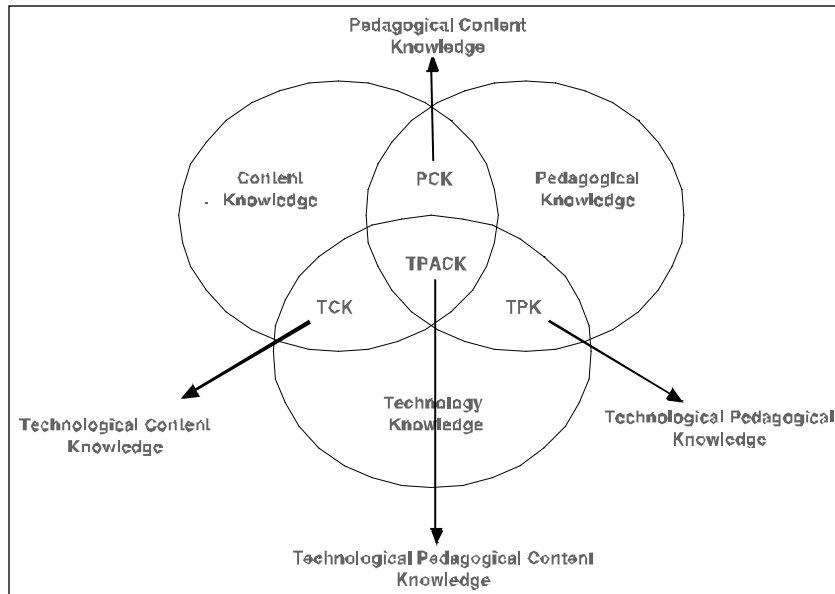 Pedagogical Content
Knowledge
Content
Knowledge
PCK
Pedagogical
Knowledge
TPACK
TCK
TPK
Technology
Knowledge
Technological Content
Knowledge
Technological Pedagogical
Knowledge
Technological Pedagogical Content
Knowledge